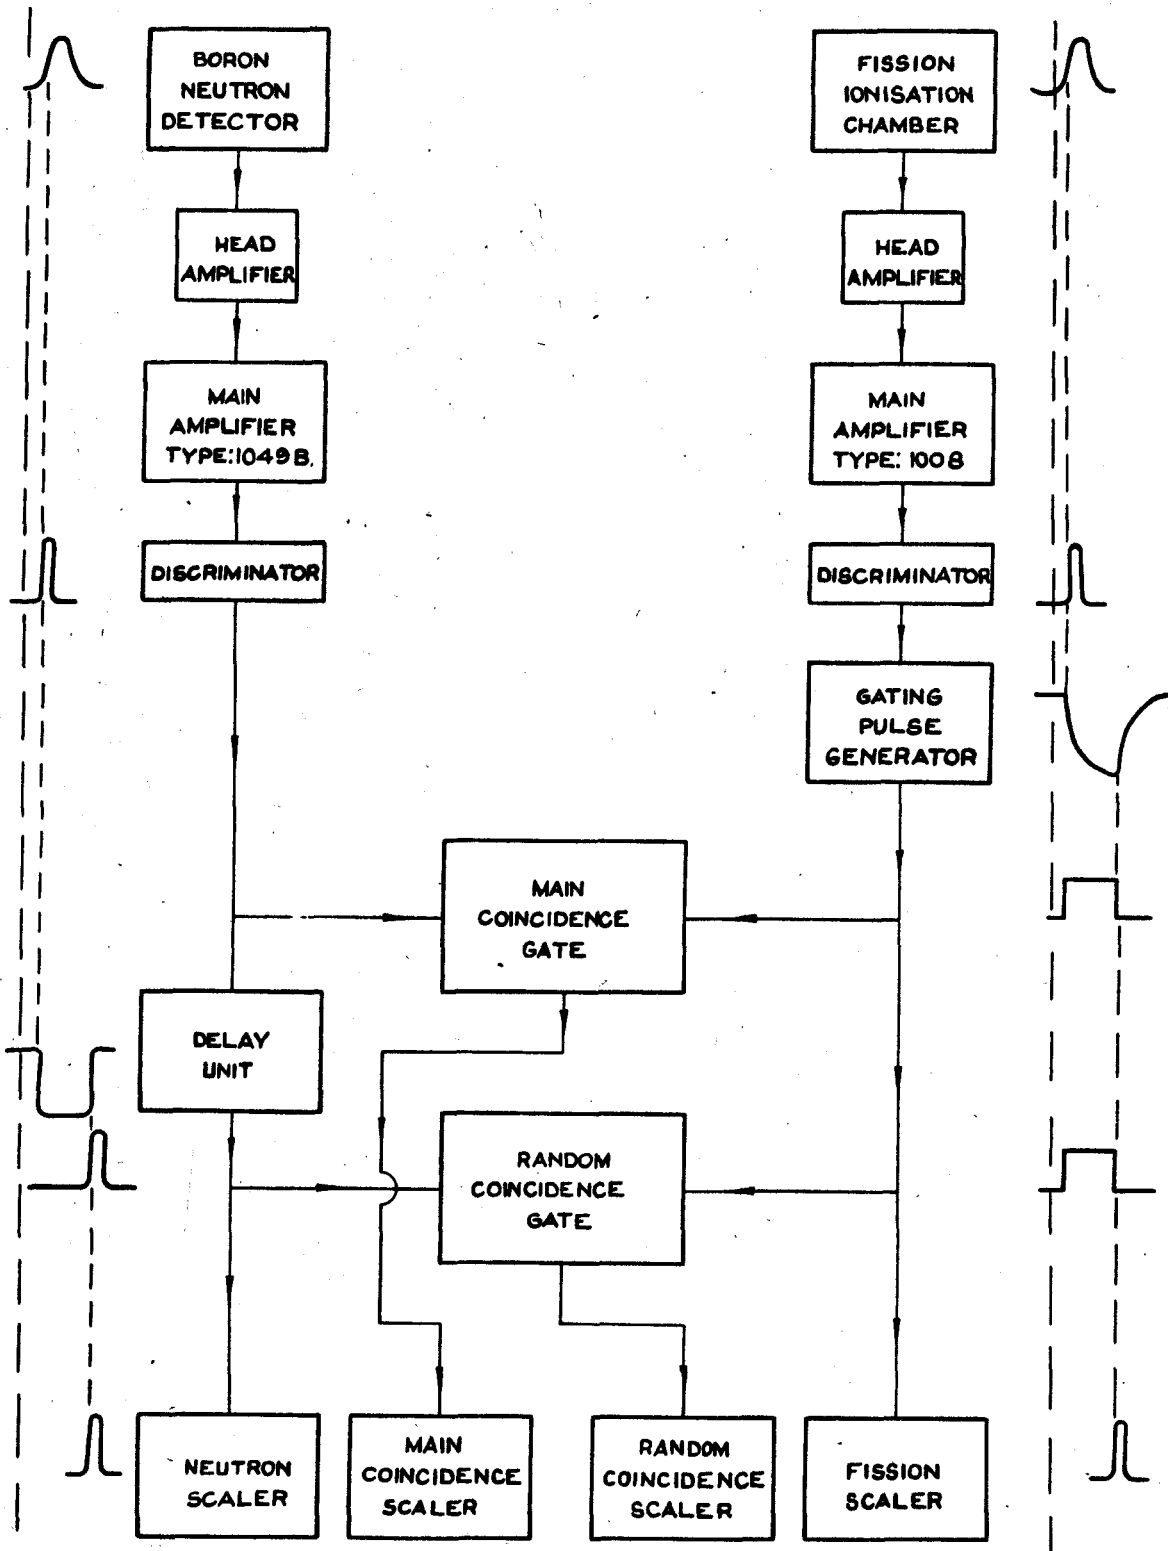 BORON
NEUTRON
DETECTOR
FISSION
IONISATION
CHAMBER
HEAD
AMPLIFIER
HEAD
AMPLIFIER
MAIN
AMPLIFIER
TYPE:1049B.
MAIN
AMPLIFIER
TYPE: 1008
DISCRIMINATOR
DISCRIMINATOR
GATING
PULSE
GENERATOR
MAIN
COINCIDENCE
GATE
DELAY
UNIT
RANDOM
COINCIDENCE
GATE
NEUTRON
SCALER
MAIN
COINCIDENCE
SCALER
RANDOM
COINCIDENCE
SCALER
FISSION
SCALER